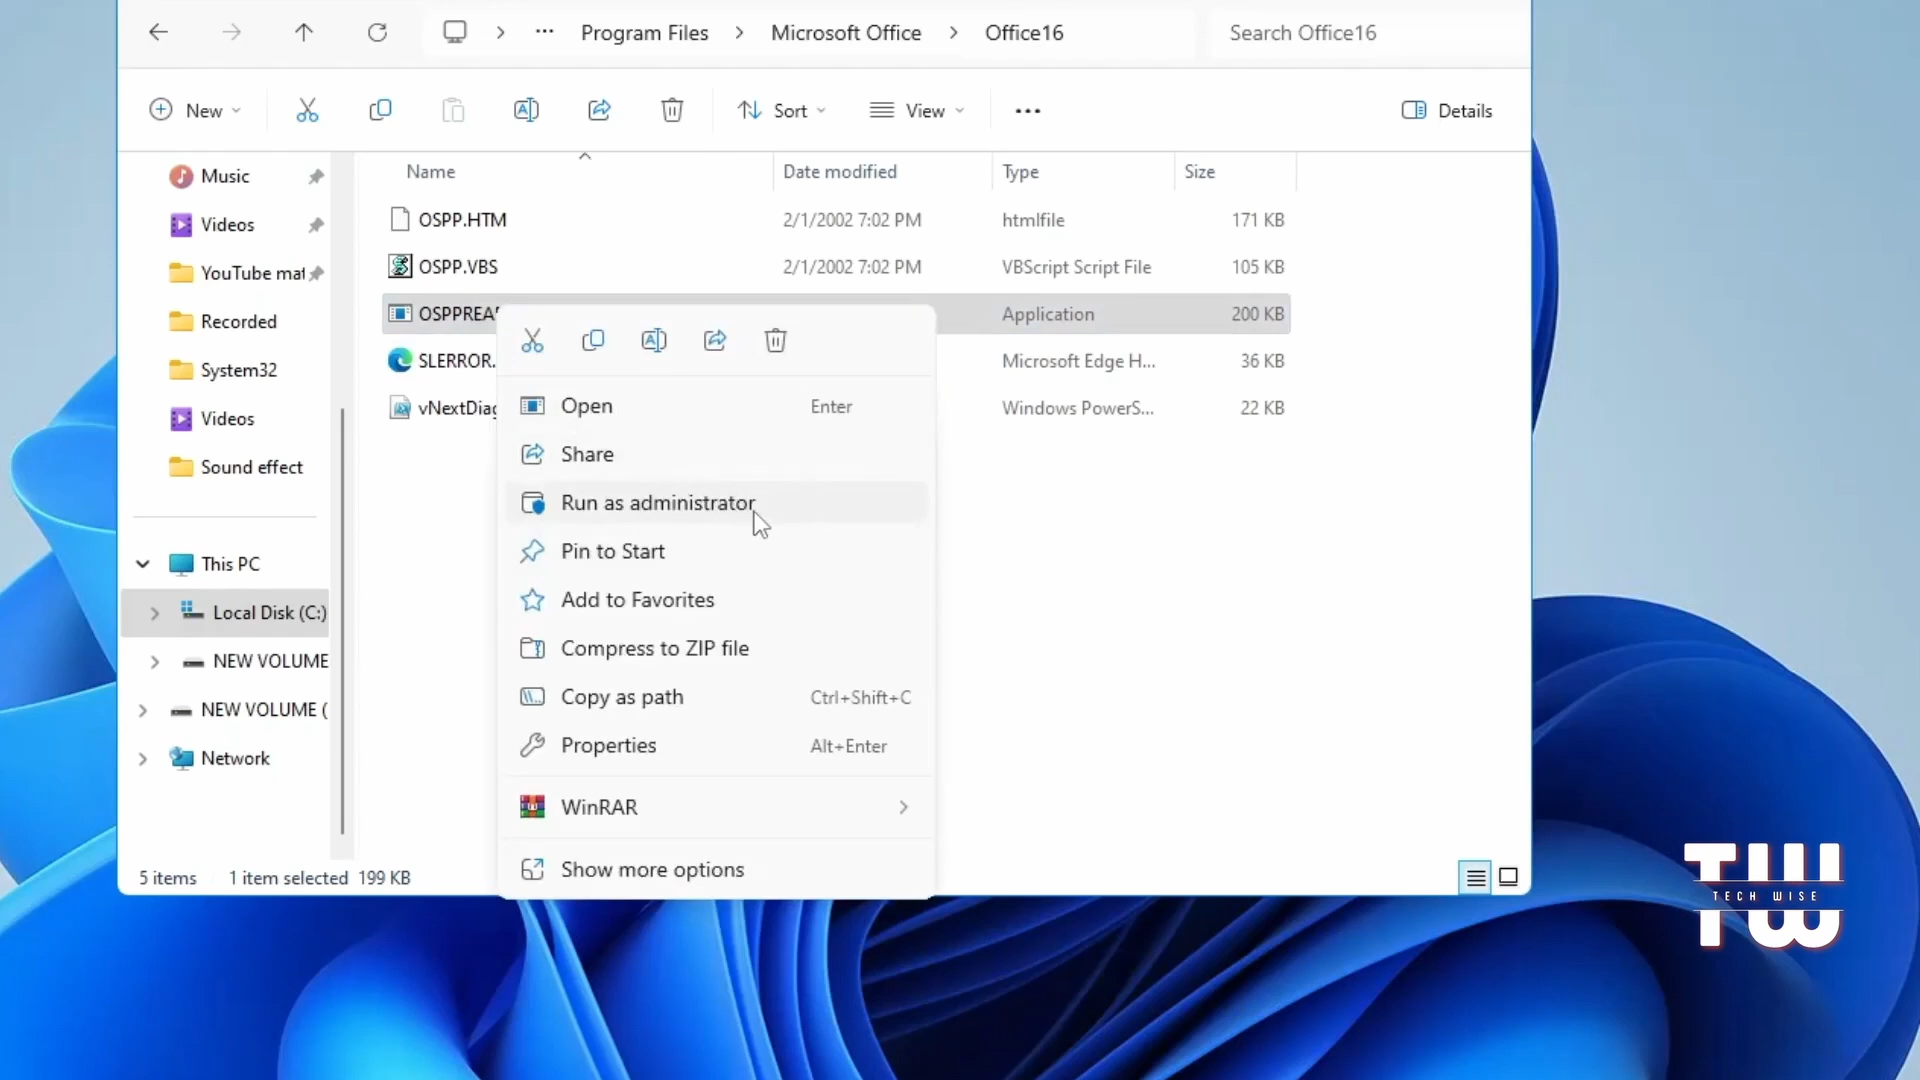 Program Files Microsoft Office Office16 Search Office16
New Sort View Details
Name Date modified Type Size
Music
Videos
YouTube mat
Recorded
System32
Videos
Sound effect
This PC
Local Disk (C:)
NEW VOLUME
NEW VOLUME (
Network
OSPP.HTM 2/1/2002 7:02 PM htmlfile 171 KB
OSPP.VBS 2/1/2002 7:02 PM VBScript Script File 105 KB
OSPPREA Application 200 KB
SLERROR. Microsoft Edge H... 36 KB
vNextDiag Windows PowerS... 22 KB
Open Enter
Share
Run as administrator
Pin to Start
Add to Favorites
Compress to ZIP file
Copy as path Ctrl+Shift+C
Properties Alt+Enter
WinRAR
Show more options
5 items 1 item selected 199 KB
TW
TECH WISE